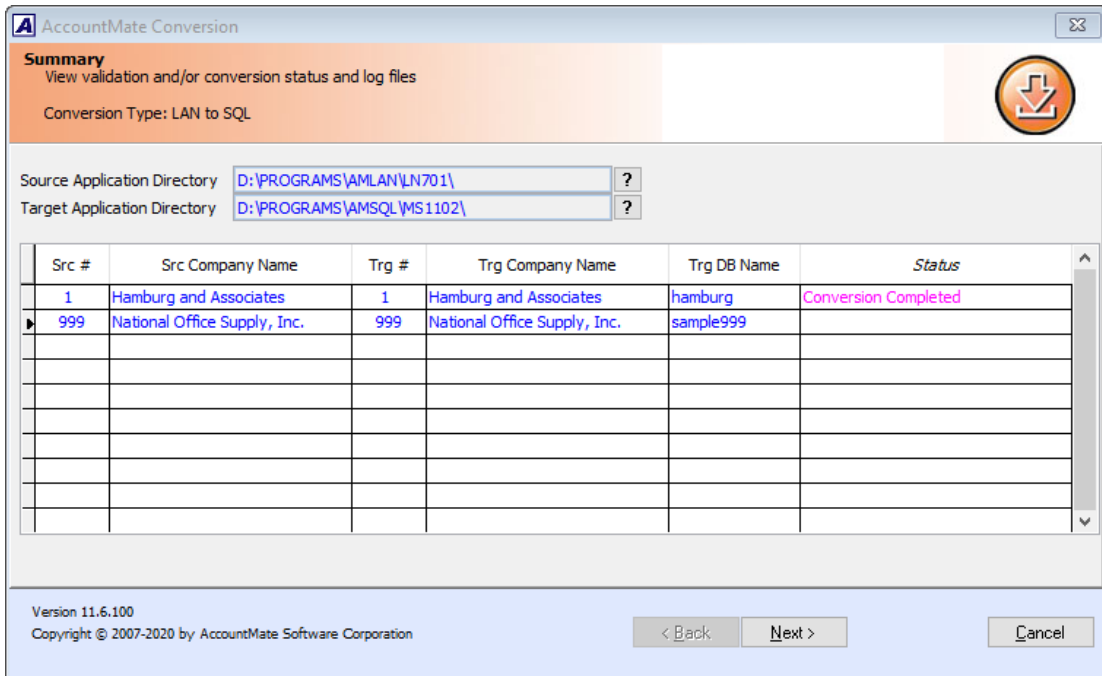 A AccountMate Conversion
Summary
View validation and/or conversion status and log files
Conversion Type: LAN to SQL
Source Application Directory D:\PROGRAMS\AMLAN\LN701\ ?
Target Application Directory D:\PROGRAMS\AMSQL\MS1102\ ?
Src # Src Company Name Trg # Trg Company Name Trg DB Name Status
1 Hamburg and Associates 1 Hamburg and Associates hamburg Conversion Completed
999 National Office Supply, Inc. 999 National Office Supply, Inc. sample999
Version 11.6.100
Copyright © 2007-2020 by AccountMate Software Corporation
< Back Next > Cancel